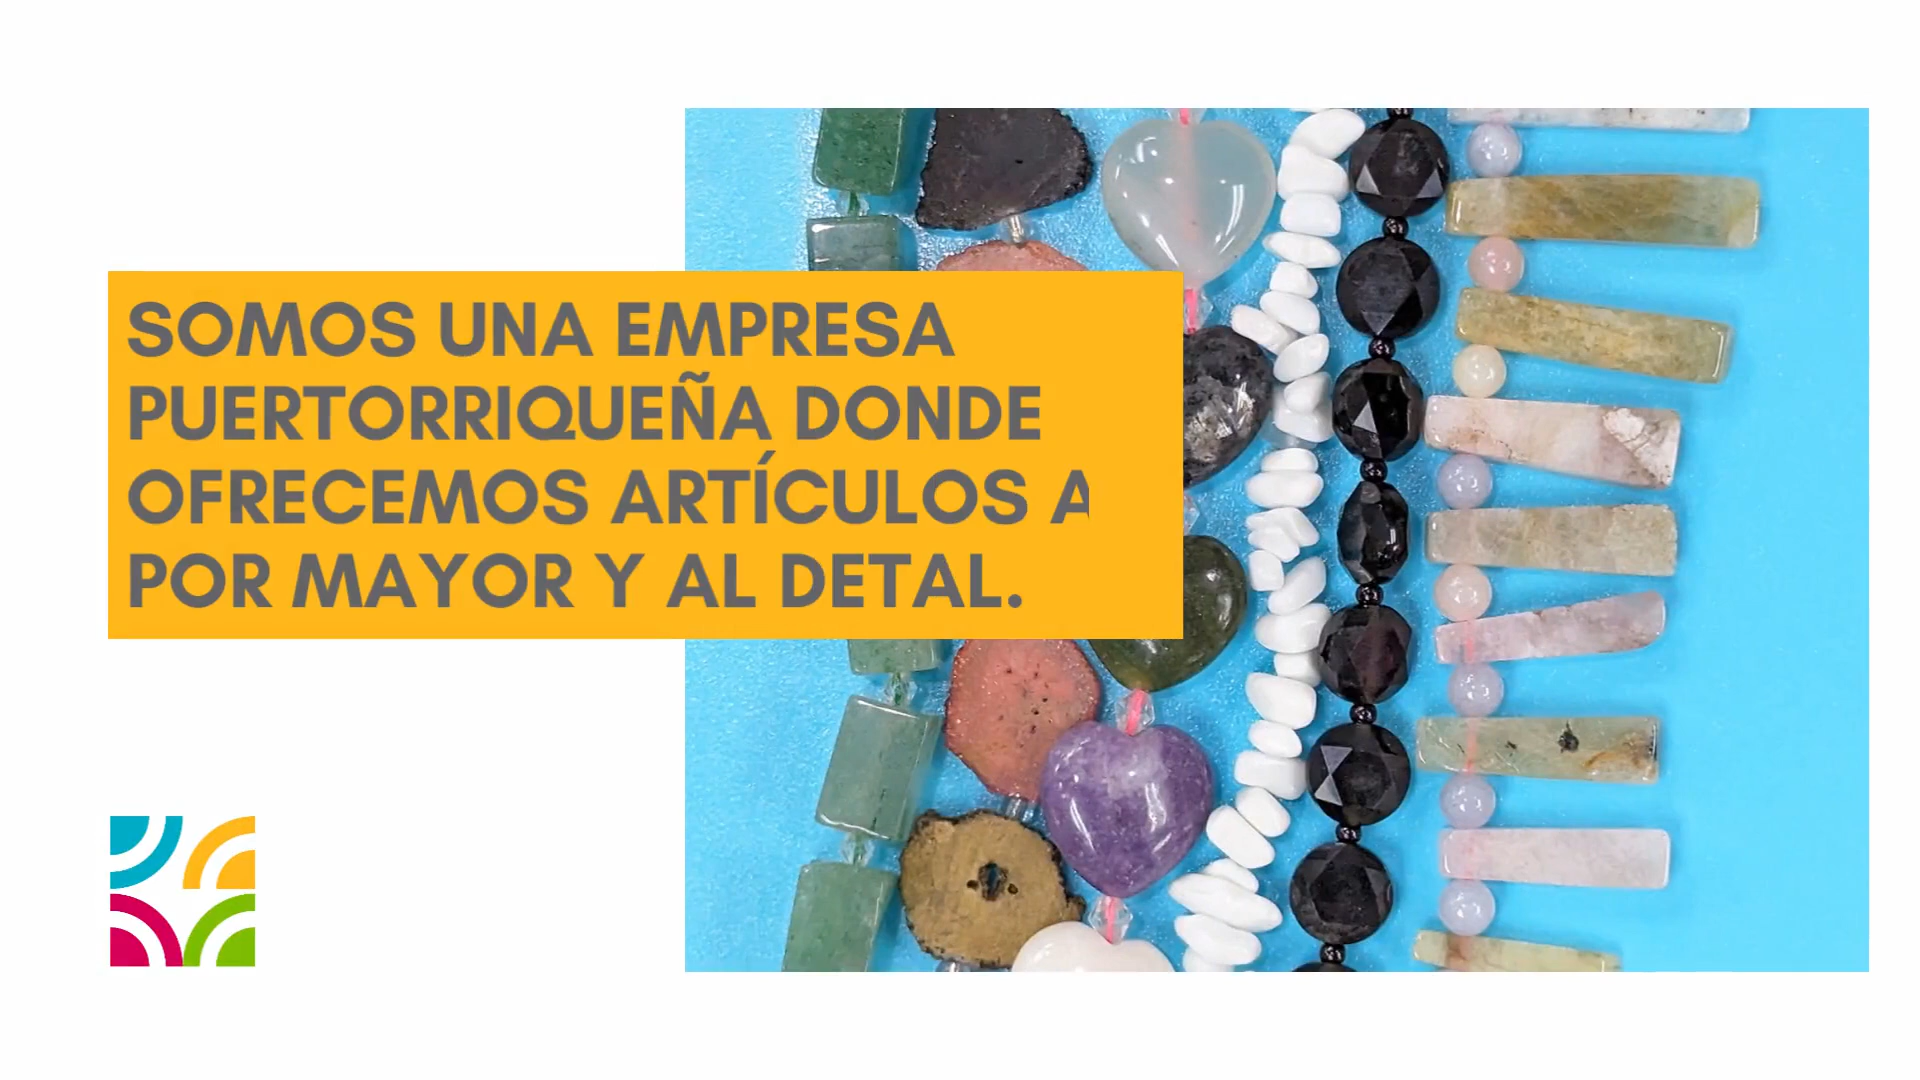 SOMOS UNA EMPRESA
PUERTORRIQUEÑA DONDE
OFRECEMOS ARTÍCULOS A
POR MAYOR Y AL DETAL.